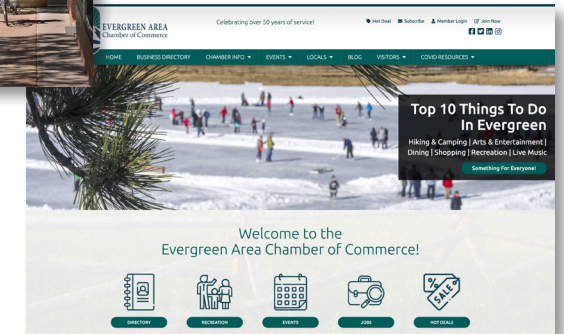 EVERGREEN AREA
Chamber of Commerce
Celebrating over 50 years of service!
Hot Deal Subscribe Member Login Join Now
HOME BUSINESS DIRECTORY CHAMBER INFO EVENTS LOCALS BLOG VISITORS COVID RESOURCES
Top 10 Things To Do
In Evergreen
Hiking & Camping | Arts & Entertainment |
Dining | Shopping | Recreation | Live Music
Something For Everyone!
Welcome to the
Evergreen Area Chamber of Commerce!
SALE
DIRECTORY RECREATION EVENTS JOBS HOT DEALS